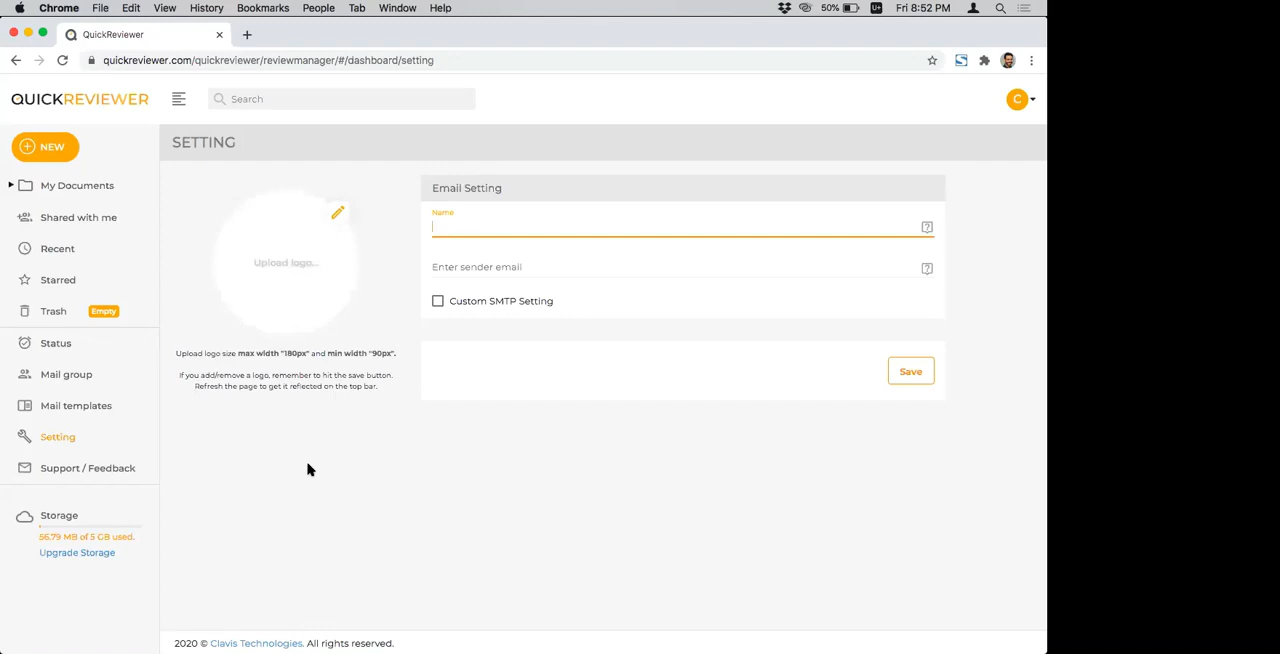 Chrome File Edit View History Bookmarks People Tab Window Help 50% U+ Fri 8:52 PM
QuickReviewer
quickreviewer.com/quickreviewer/reviewmanager/#/dashboard/setting
QUICKREVIEWER
Search
C
NEW
My Documents
Shared with me
Recent
Starred
Trash Empty
Status
Mail group
Mail templates
Setting
Support / Feedback
Storage
56.79 MB of 5 GB used.
Upgrade Storage
SETTING
Upload logo...
Upload logo size max width "180px" and min width "90px".
If you add/remove a logo, remember to hit the save button.
Refresh the page to get it reflected on the top bar.
Email Setting
Name
Enter sender email
Custom SMTP Setting
Save
2020 © Clavis Technologies. All rights reserved.